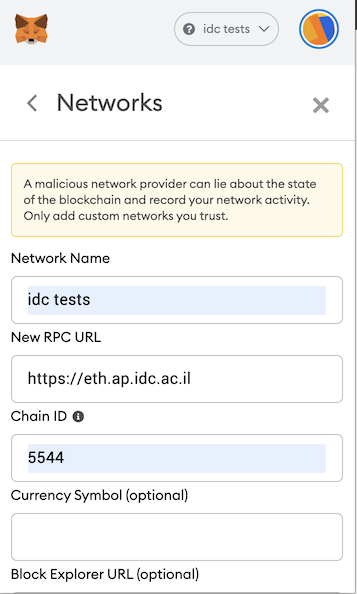 idc tests
Networks
A malicious network provider can lie about the state
of the blockchain and record your network activity.
Only add custom networks you trust.
Network Name
idc tests
New RPC URL
https://eth.ap.idc.ac.il
Chain ID
5544
Currency Symbol (optional)
Block Explorer URL (optional)